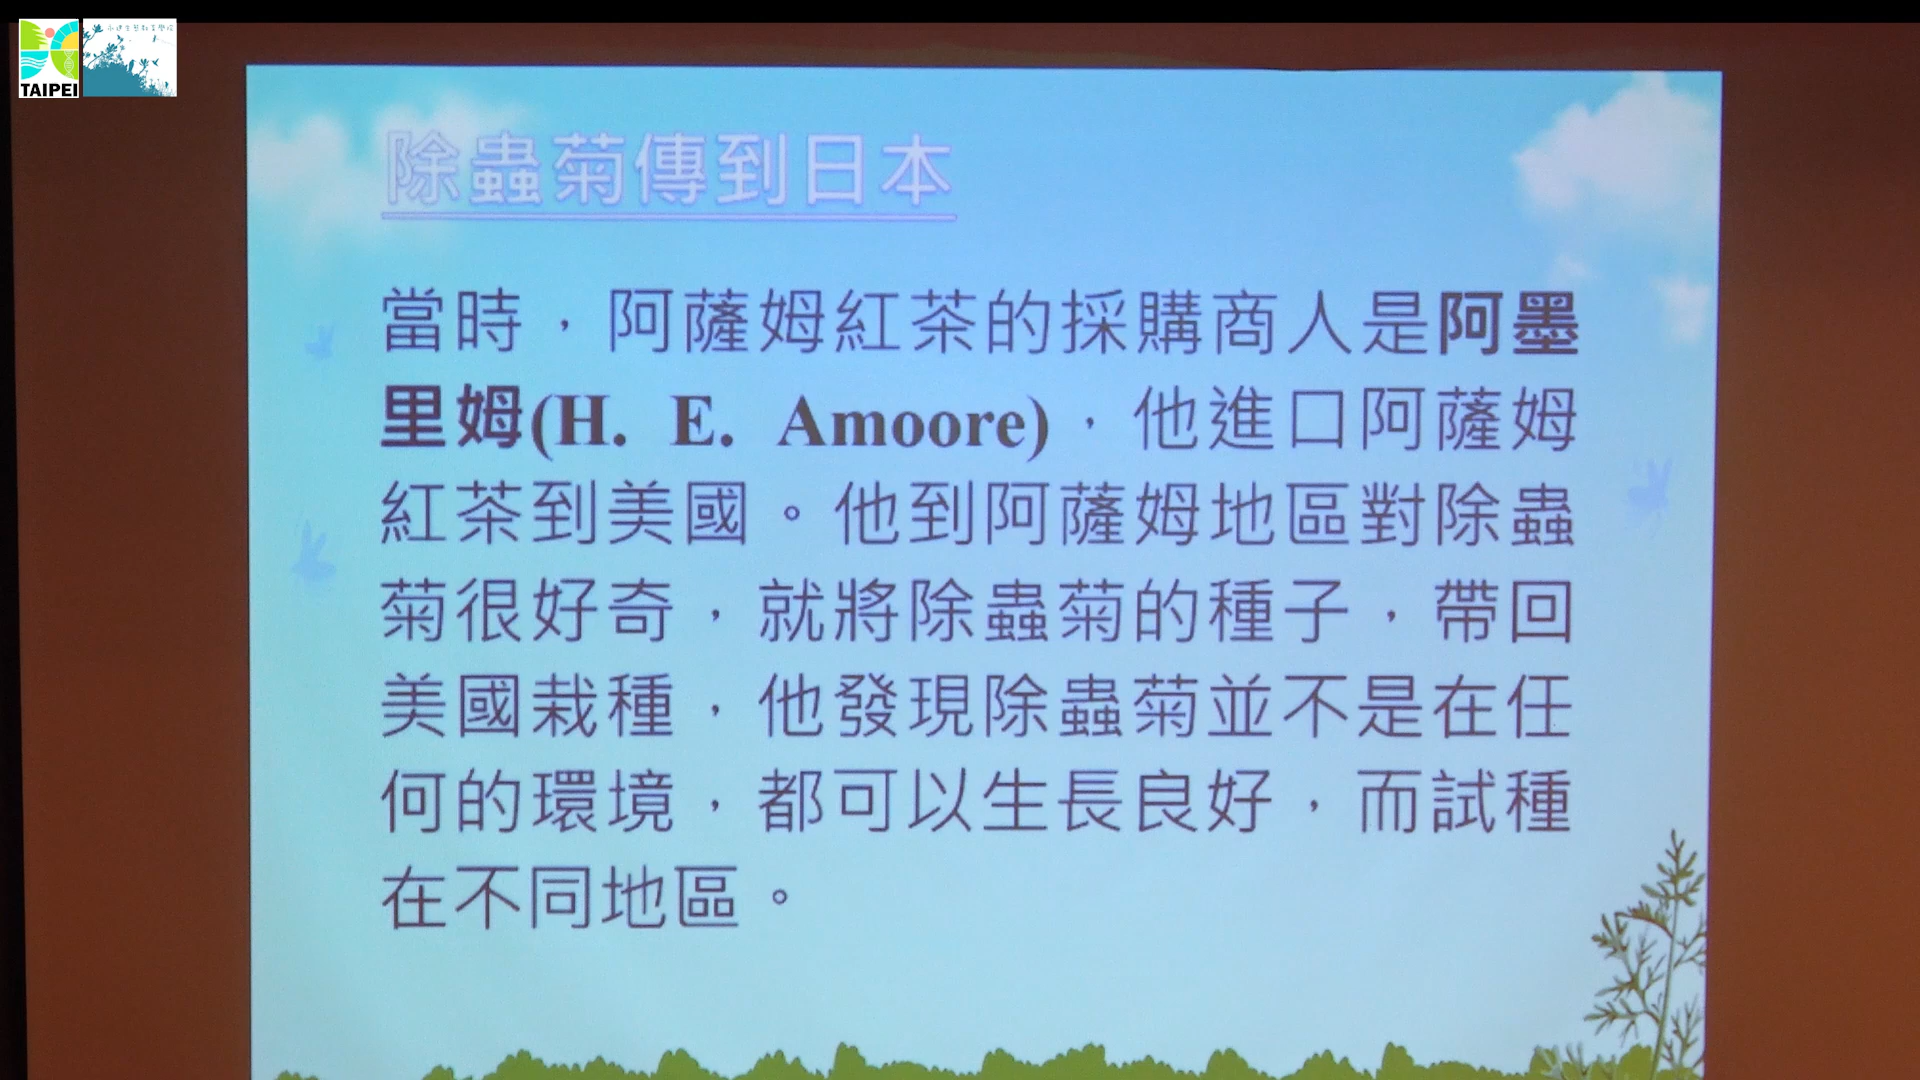 TAIPEI
除蟲菊傳到日本
當時，阿薩姆紅茶的採購商人是阿墨
里姆(H. E. Amoore)，他進口阿薩姆
紅茶到美國。他到阿薩姆地區對除蟲
菊很好奇，就將除蟲菊的種子，帶回
美國栽種，他發現除蟲菊並不是在任
何的環境，都可以生長良好，而試種
在不同地區。